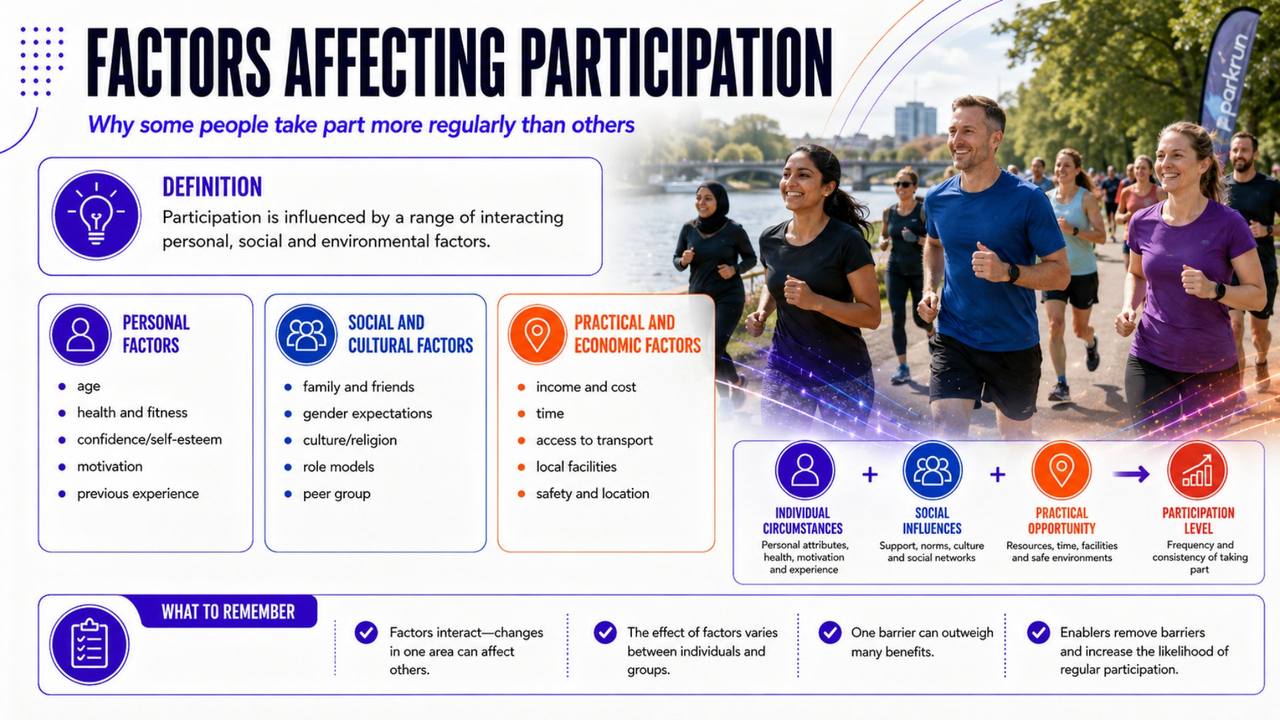 FACTORS AFFECTING PARTICIPATION
Why some people take part more regularly than others
parkrun
DEFINITION
Participation is influenced by a range of interacting
personal, social and environmental factors.
PERSONAL
FACTORS
age
health and fitness
confidence/self-esteem
motivation
previous experience
SOCIAL AND
CULTURAL FACTORS
family and friends
gender expectations
culture/religion
role models
peer group
PRACTICAL AND
ECONOMIC FACTORS
income and cost
time
access to transport
local facilities
safety and location
INDIVIDUAL
CIRCUMSTANCES
Personal attributes,
health, motivation
and experience
+
SOCIAL
INFLUENCES
Support, norms, culture
and social networks
+
PRACTICAL
OPPORTUNITY
Resources, time, facilities
and safe environments
PARTICIPATION
LEVEL
Frequency and
consistency of taking
part
WHAT TO REMEMBER
Factors interact—changes
in one area can affect
others.
The effect of factors varies
between individuals and
groups.
One barrier can outweigh
many benefits.
Enablers remove barriers
and increase the likelihood of
regular participation.